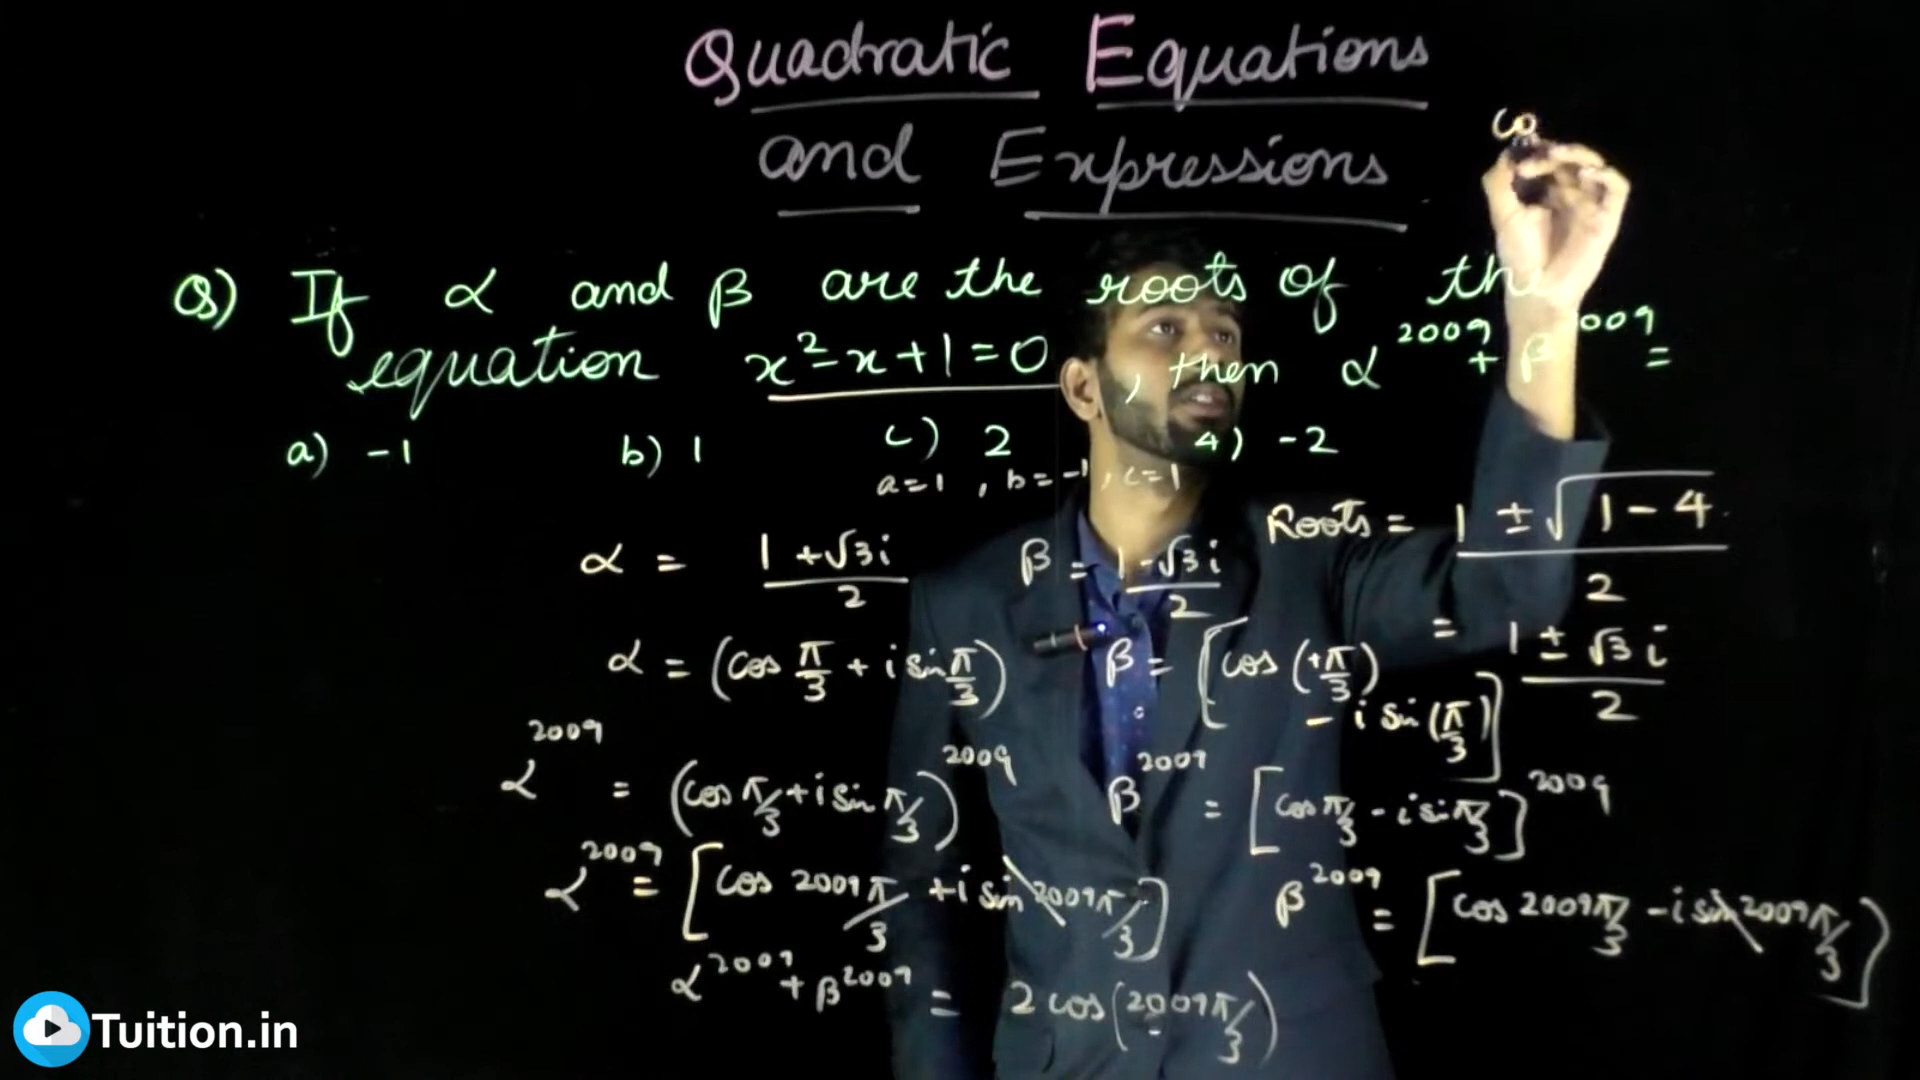 Quadratic Equations
and Expressions
co
Q) If α and β are the roots of the
equation x²-x+1=0, then α^2009 + β^2009 =
a) -1 b) 1 c) 2 4) -2
a=1, b=-1, c=1
Roots = 1 ± √1-4 / 2
α = 1+√3i / 2 β = 1-√3i / 2
= 1 ± √3 i / 2
α = (cos π/3 + i sin π/3) β = [cos (+π/3) - i sin (π/3)]
α^2009 = (cos π/3 + i sin π/3)^2009 β^2009 = [cos π/3 - i sin π/3]^2009
α^2009 = [cos 2009π/3 + i sin 2009π/3] β^2009 = [cos 2009π/3 - i sin 2009π/3]
α^2009 + β^2009 = 2 cos (2009π/3)
Tuition.in